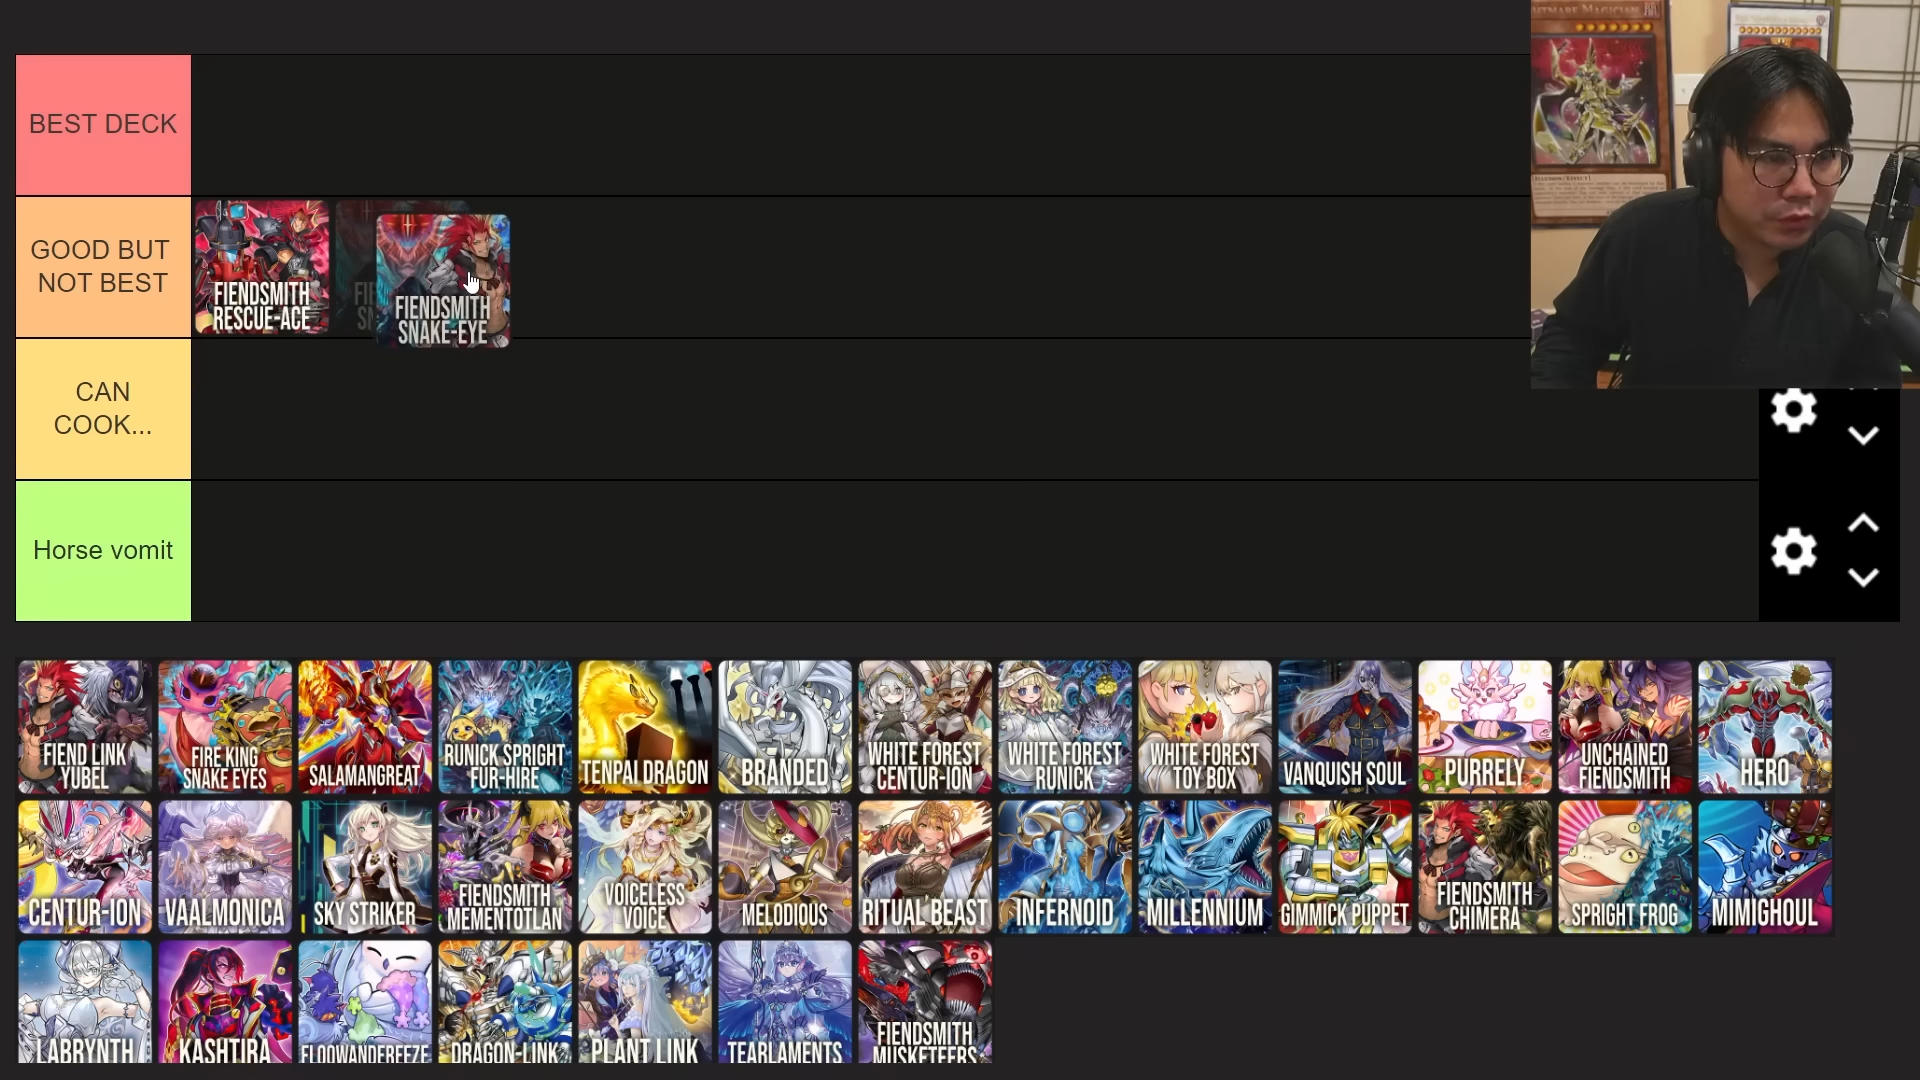 NIGHTMARE MAGICIAN
BEST DECK
GOOD BUT
NOT BEST
FIENDSMITH
RESCUE-ACE
FIENDSMITH
SNAKE-EYE
CAN
COOK...
Horse vomit
FIEND LINK
YUBEL
FIRE KING
SNAKE EYES
SALAMANGREAT
RUNICK SPRIGHT
FUR-HIRE
TENPAI DRAGON
BRANDED
WHITE FOREST
CENTUR-ION
WHITE FOREST
RUNICK
WHITE FOREST
TOY BOX
VANQUISH SOUL
PURRELY
UNCHAINED
FIENDSMITH
HERO
CENTUR-ION
VAALMONICA
SKY STRIKER
FIENDSMITH
MEMENTOTLAN
VOICELESS
VOICE
MELODIOUS
RITUAL BEAST
INFERNOID
MILLENNIUM
GIMMICK PUPPET
FIENDSMITH
CHIMERA
SPRIGHT FROG
MIMIGHOUL
LABRYNTH
KASHTIRA
FLOOWANDEREEZE
DRAGON-LINK
PLANT LINK
TEARLAMENTS
FIENDSMITH
MUSKETEERS